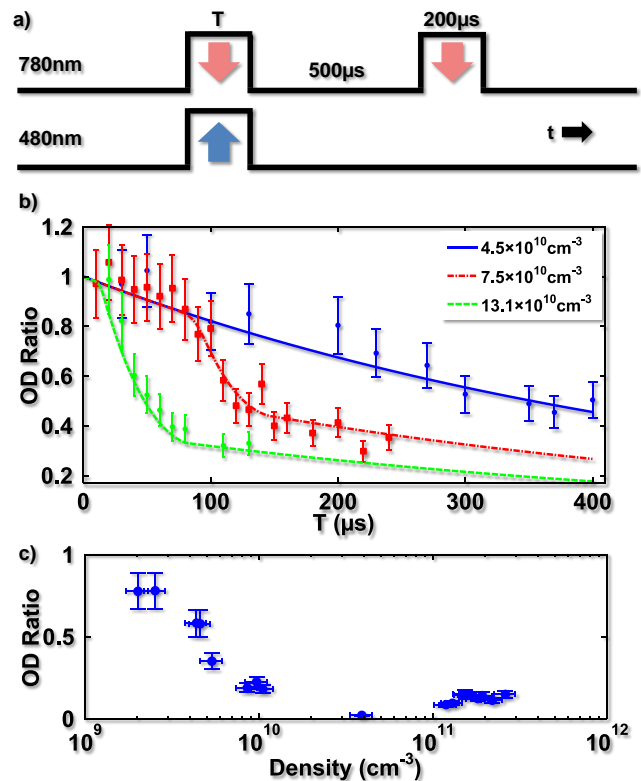 a)
T
200μs
780nm
500μs
480nm
t
b)
1.2
1
0.8
0.6
0.4
0.2
OD Ratio
4.5×10¹⁰cm⁻³
7.5×10¹⁰cm⁻³
13.1×10¹⁰cm⁻³
0
100
200
300
400
T (μs)
c)
1
0.5
0
OD Ratio
10⁹
10¹⁰
10¹¹
10¹²
Density (cm⁻³)